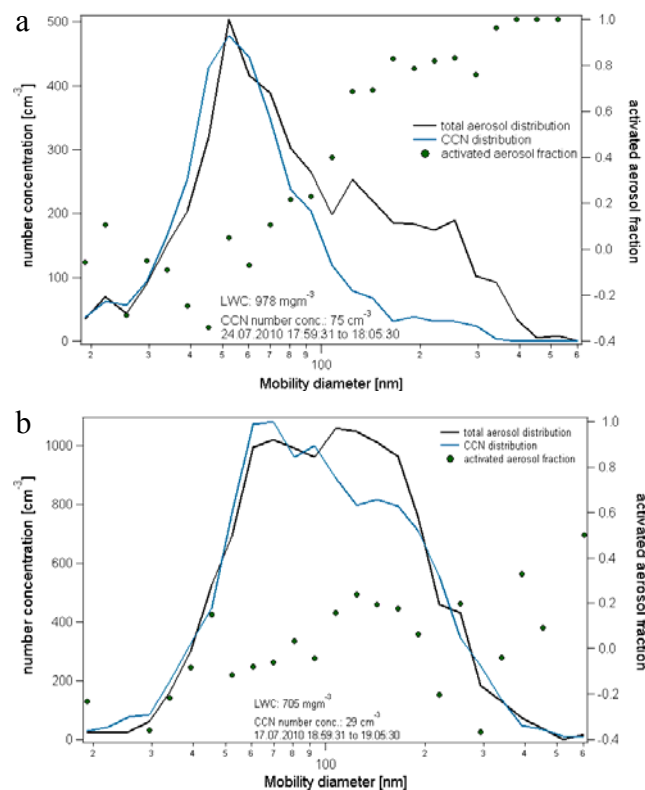 a
500
400
300
200
100
0
number concentration [cm-3]
1.0
0.8
0.6
0.4
0.2
0.0
-0.2
-0.4
activated aerosol fraction
total aerosol distribution
CCN distribution
activated aerosol fraction
LWC: 978 mgm-3
CCN number conc.: 75 cm-3
24.07.2010 17:59:31 to 18:05:30
2 3 4 5 6 7 8 9 100 2 3 4 5 6
Mobility diameter [nm]
b
1000
800
600
400
200
0
number concentration [cm-3]
1.0
0.8
0.6
0.4
0.2
0.0
-0.2
-0.4
activated aerosol fraction
total aerosol distribution
CCN distribution
activated aerosol fraction
LWC: 705 mgm-3
CCN number conc.: 29 cm-3
17.07.2010 18:59:31 to 19:05:30
2 3 4 5 6 7 8 9 100 2 3 4 5 6
Mobility diameter [nm]